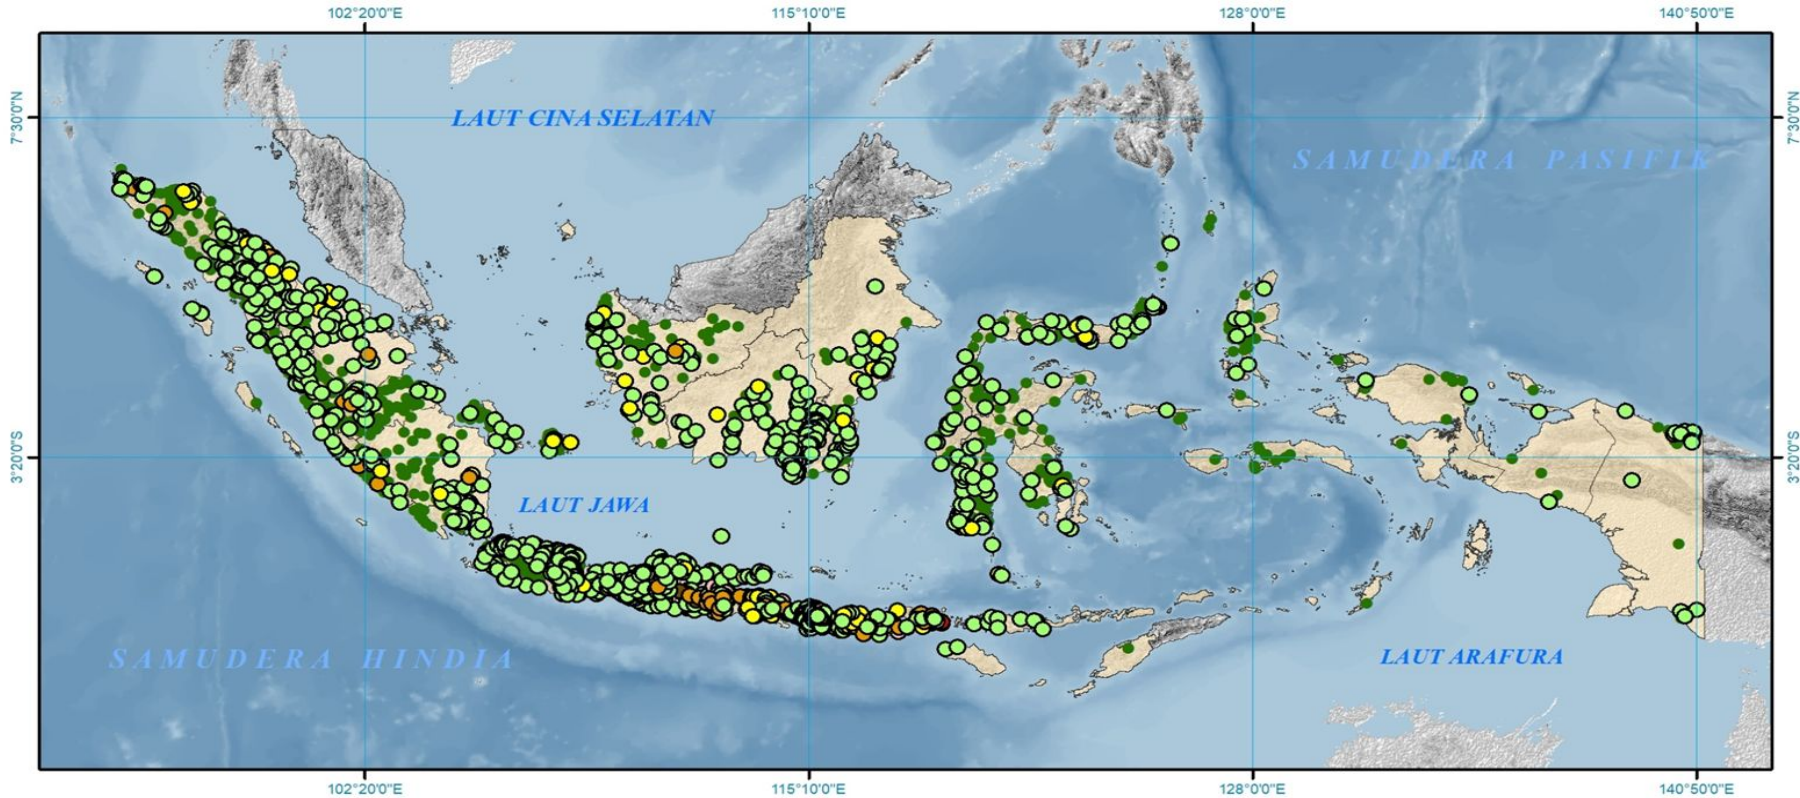 102°20'0"E 115°10'0"E 128°0'0"E 140°50'0"E
7°30'0"N
7°30'0"N
LAUT CINA SELATAN
SAMUDERA PASIFIK
3°20'0"S
3°20'0"S
LAUT JAWA
SAMUDERA HINDIA
LAUT ARAFURA
102°20'0"E 115°10'0"E 128°0'0"E 140°50'0"E